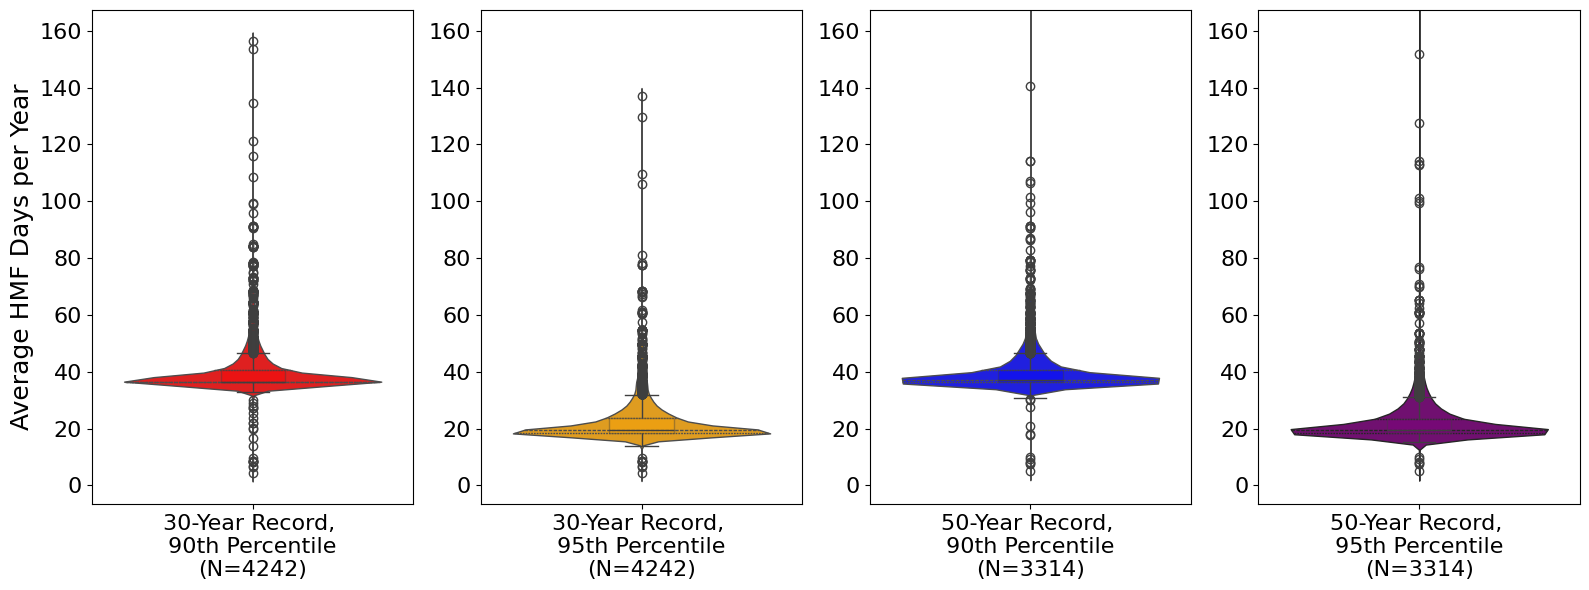 Average HMF Days per Year
160
140
120
100
80
60
40
20
0
30-Year Record,
90th Percentile
(N=4242)
160
140
120
100
80
60
40
20
0
30-Year Record,
95th Percentile
(N=4242)
160
140
120
100
80
60
40
20
0
50-Year Record,
90th Percentile
(N=3314)
160
140
120
100
80
60
40
20
0
50-Year Record,
95th Percentile
(N=3314)